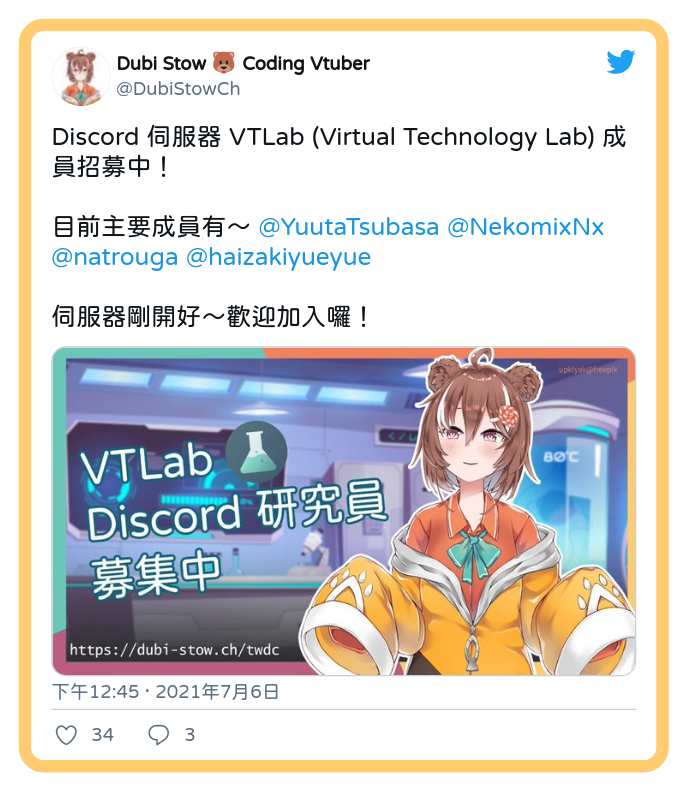 Dubi Stow 🐻 Coding Vtuber
@DubiStowCh
Discord 伺服器 VTLab (Virtual Technology Lab) 成
員招募中！
目前主要成員有～ @YuutaTsubasa @NekomixNx
@natrouga @haizakiyueyue
伺服器剛開好～歡迎加入囉！
upklyak@freepik
VTLab
80℃
Discord 研究員
募集中
https://dubi-stow.ch/twdc
下午12:45 · 2021年7月6日
34 3